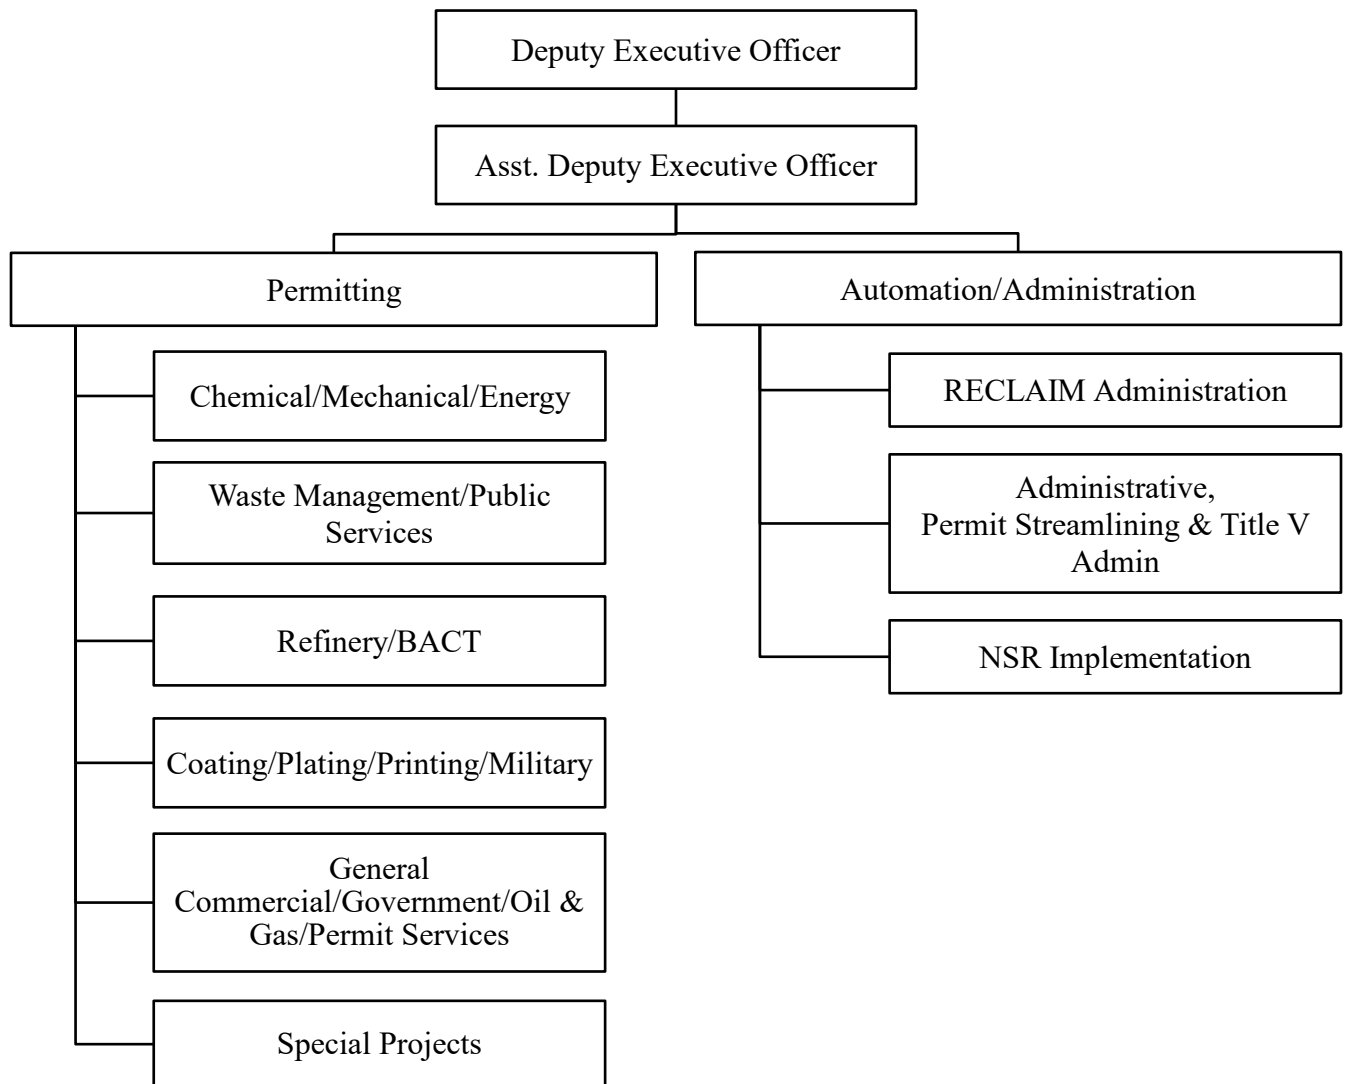 Deputy Executive Officer
Asst. Deputy Executive Officer
Permitting
Chemical/Mechanical/Energy
Waste Management/Public
Services
Refinery/BACT
Coating/Plating/Printing/Military
General
Commercial/Government/Oil &
Gas/Permit Services
Special Projects
Automation/Administration
RECLAIM Administration
Administrative,
Permit Streamlining & Title V
Admin
NSR Implementation